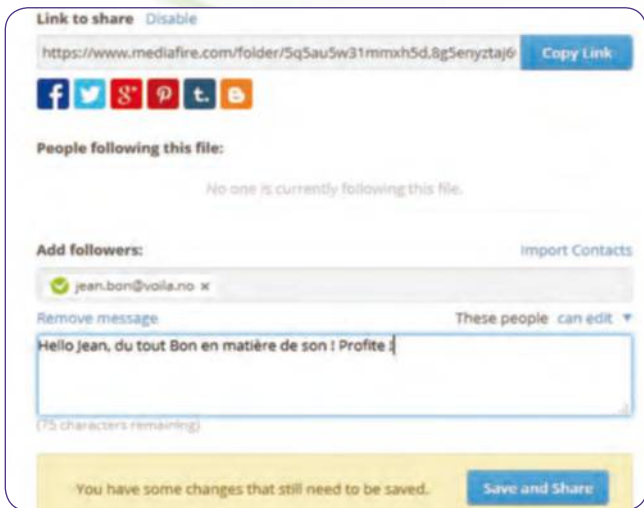 Link to share Disable
https://www.mediafire.com/folder/5q5au5w31mmxh5d,8g5enyztaj6 Copy Link
f 8+ t. B
People following this file:
No one is currently following this file.
Add followers: Import Contacts
jean.bon@voila.no x
Remove message These people can edit
Hello Jean, du tout Bon en matière de son ! Profite !
(75 characters remaining)
You have some changes that still need to be saved. Save and Share